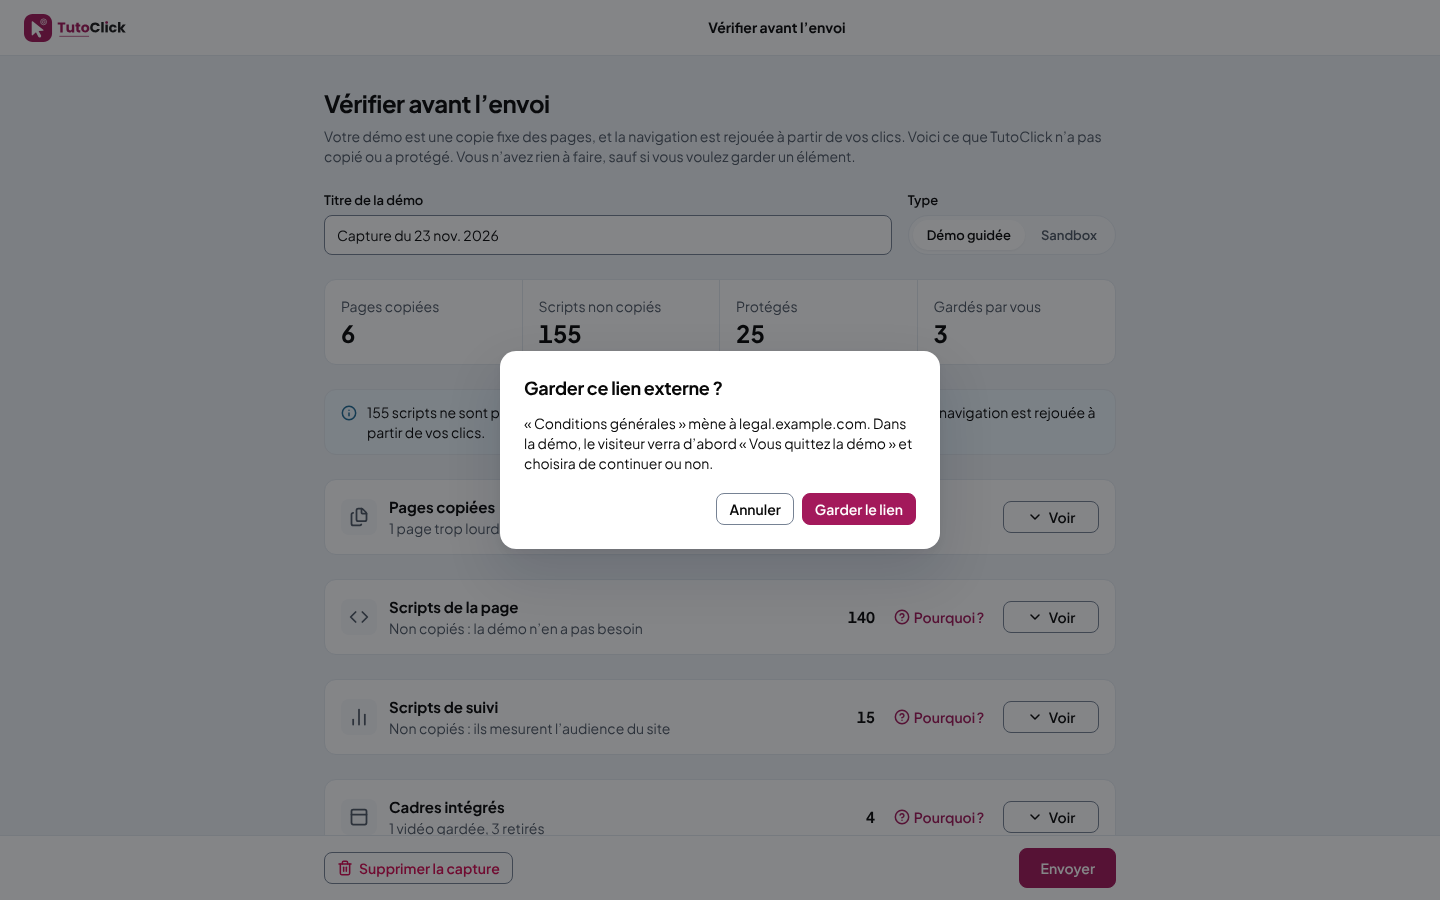 TutoClick
Vérifier avant l’envoi
Vérifier avant l’envoi
Votre démo est une copie fixe des pages, et la navigation est rejouée à partir de vos clics. Voici ce que TutoClick n’a pas
copié ou a protégé. Vous n’avez rien à faire, sauf si vous voulez garder un élément.
Titre de la démo
Type
Capture du 23 nov. 2026
Démo guidée
Sandbox
Pages copiées
Scripts non copiés
Protégés
Gardés par vous
6
155
25
3
Garder ce lien externe ?
« Conditions générales » mène à legal.example.com. Dans
la démo, le visiteur verra d’abord « Vous quittez la démo » et
choisira de continuer ou non.
Annuler
Garder le lien
155 scripts ne sont
navigation est rejouée à
partir de vos clics.
Pages copiées
1 page trop
Voir
Scripts de la page
Non copiés : la démo n’en a pas besoin
140
Pourquoi ?
Voir
Scripts de suivi
Non copiés : ils mesurent l’audience du site
15
Pourquoi ?
Voir
Cadres intégrés
1 vidéo gardée, 3 retirés
4
Pourquoi ?
Voir
Supprimer la capture
Envoyer